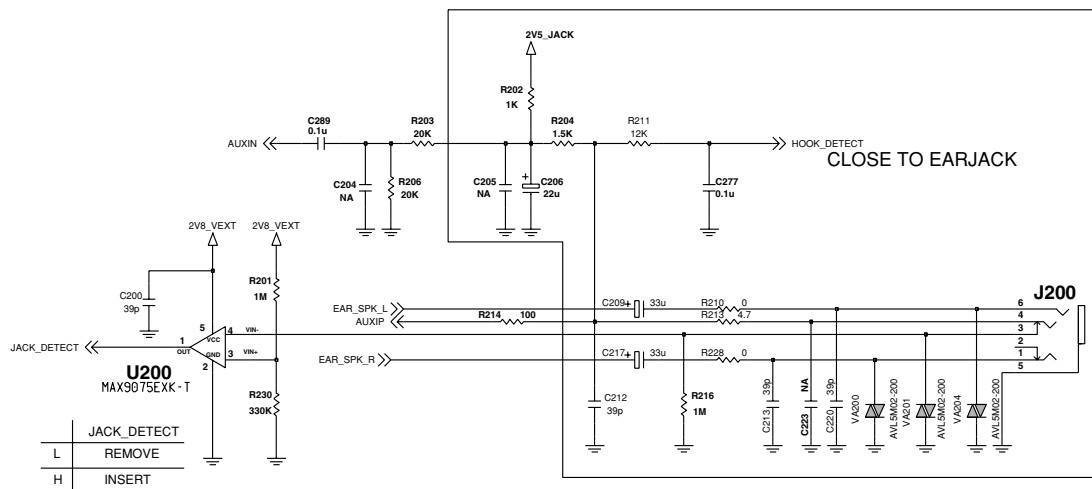 2V5_JACK
R202
1K
C289
0.1u
R203
20K
R204
1.5K
R211
12K
AUXIN
HOOK_DETECT
CLOSE TO EARJACK
C204
NA
R206
20K
C205
NA
+
C206
22u
C277
0.1u
2V8_VEXT
2V8_VEXT
C200
39p
R201
1M
EAR_SPK_L
C209
+
33u
R210
0
6
J200
AUXIP
R214
100
R213
4.7
4
5
VCC
4
VIN-
3
JACK_DETECT
1
OUT
2
GND
3
VIN+
EAR_SPK_R
C217
+
33u
R228
0
2
1
5
U200
MAX9075EXK-T
R230
330K
C212
39p
R216
1M
39p
C213
NA
C223
39p
C220
VA200
AVL5M02-200
VA201
AVL5M02-200
VA204
AVL5M02-200
JACK_DETECT
L REMOVE
H INSERT